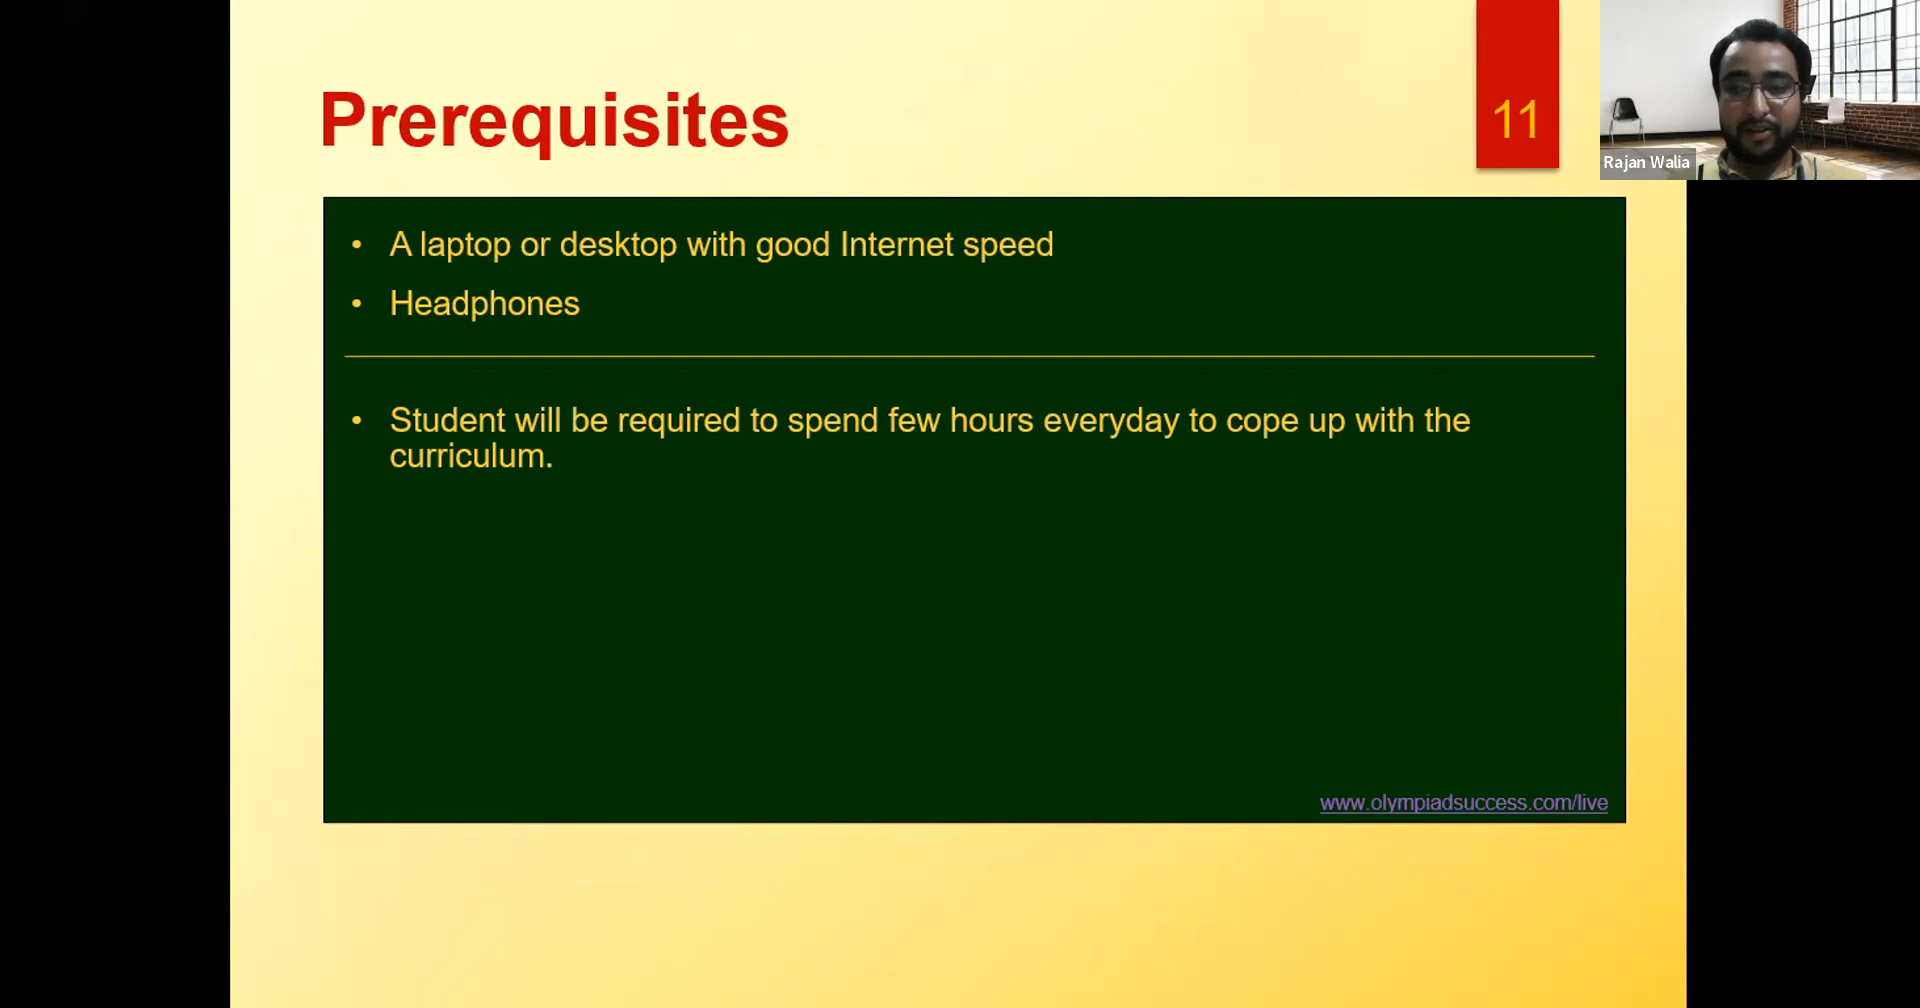 Prerequisites
11
Rajan Walia
• A laptop or desktop with good Internet speed
• Headphones
• Student will be required to spend few hours everyday to cope up with the
curriculum.
www.olympiadsuccess.com/live